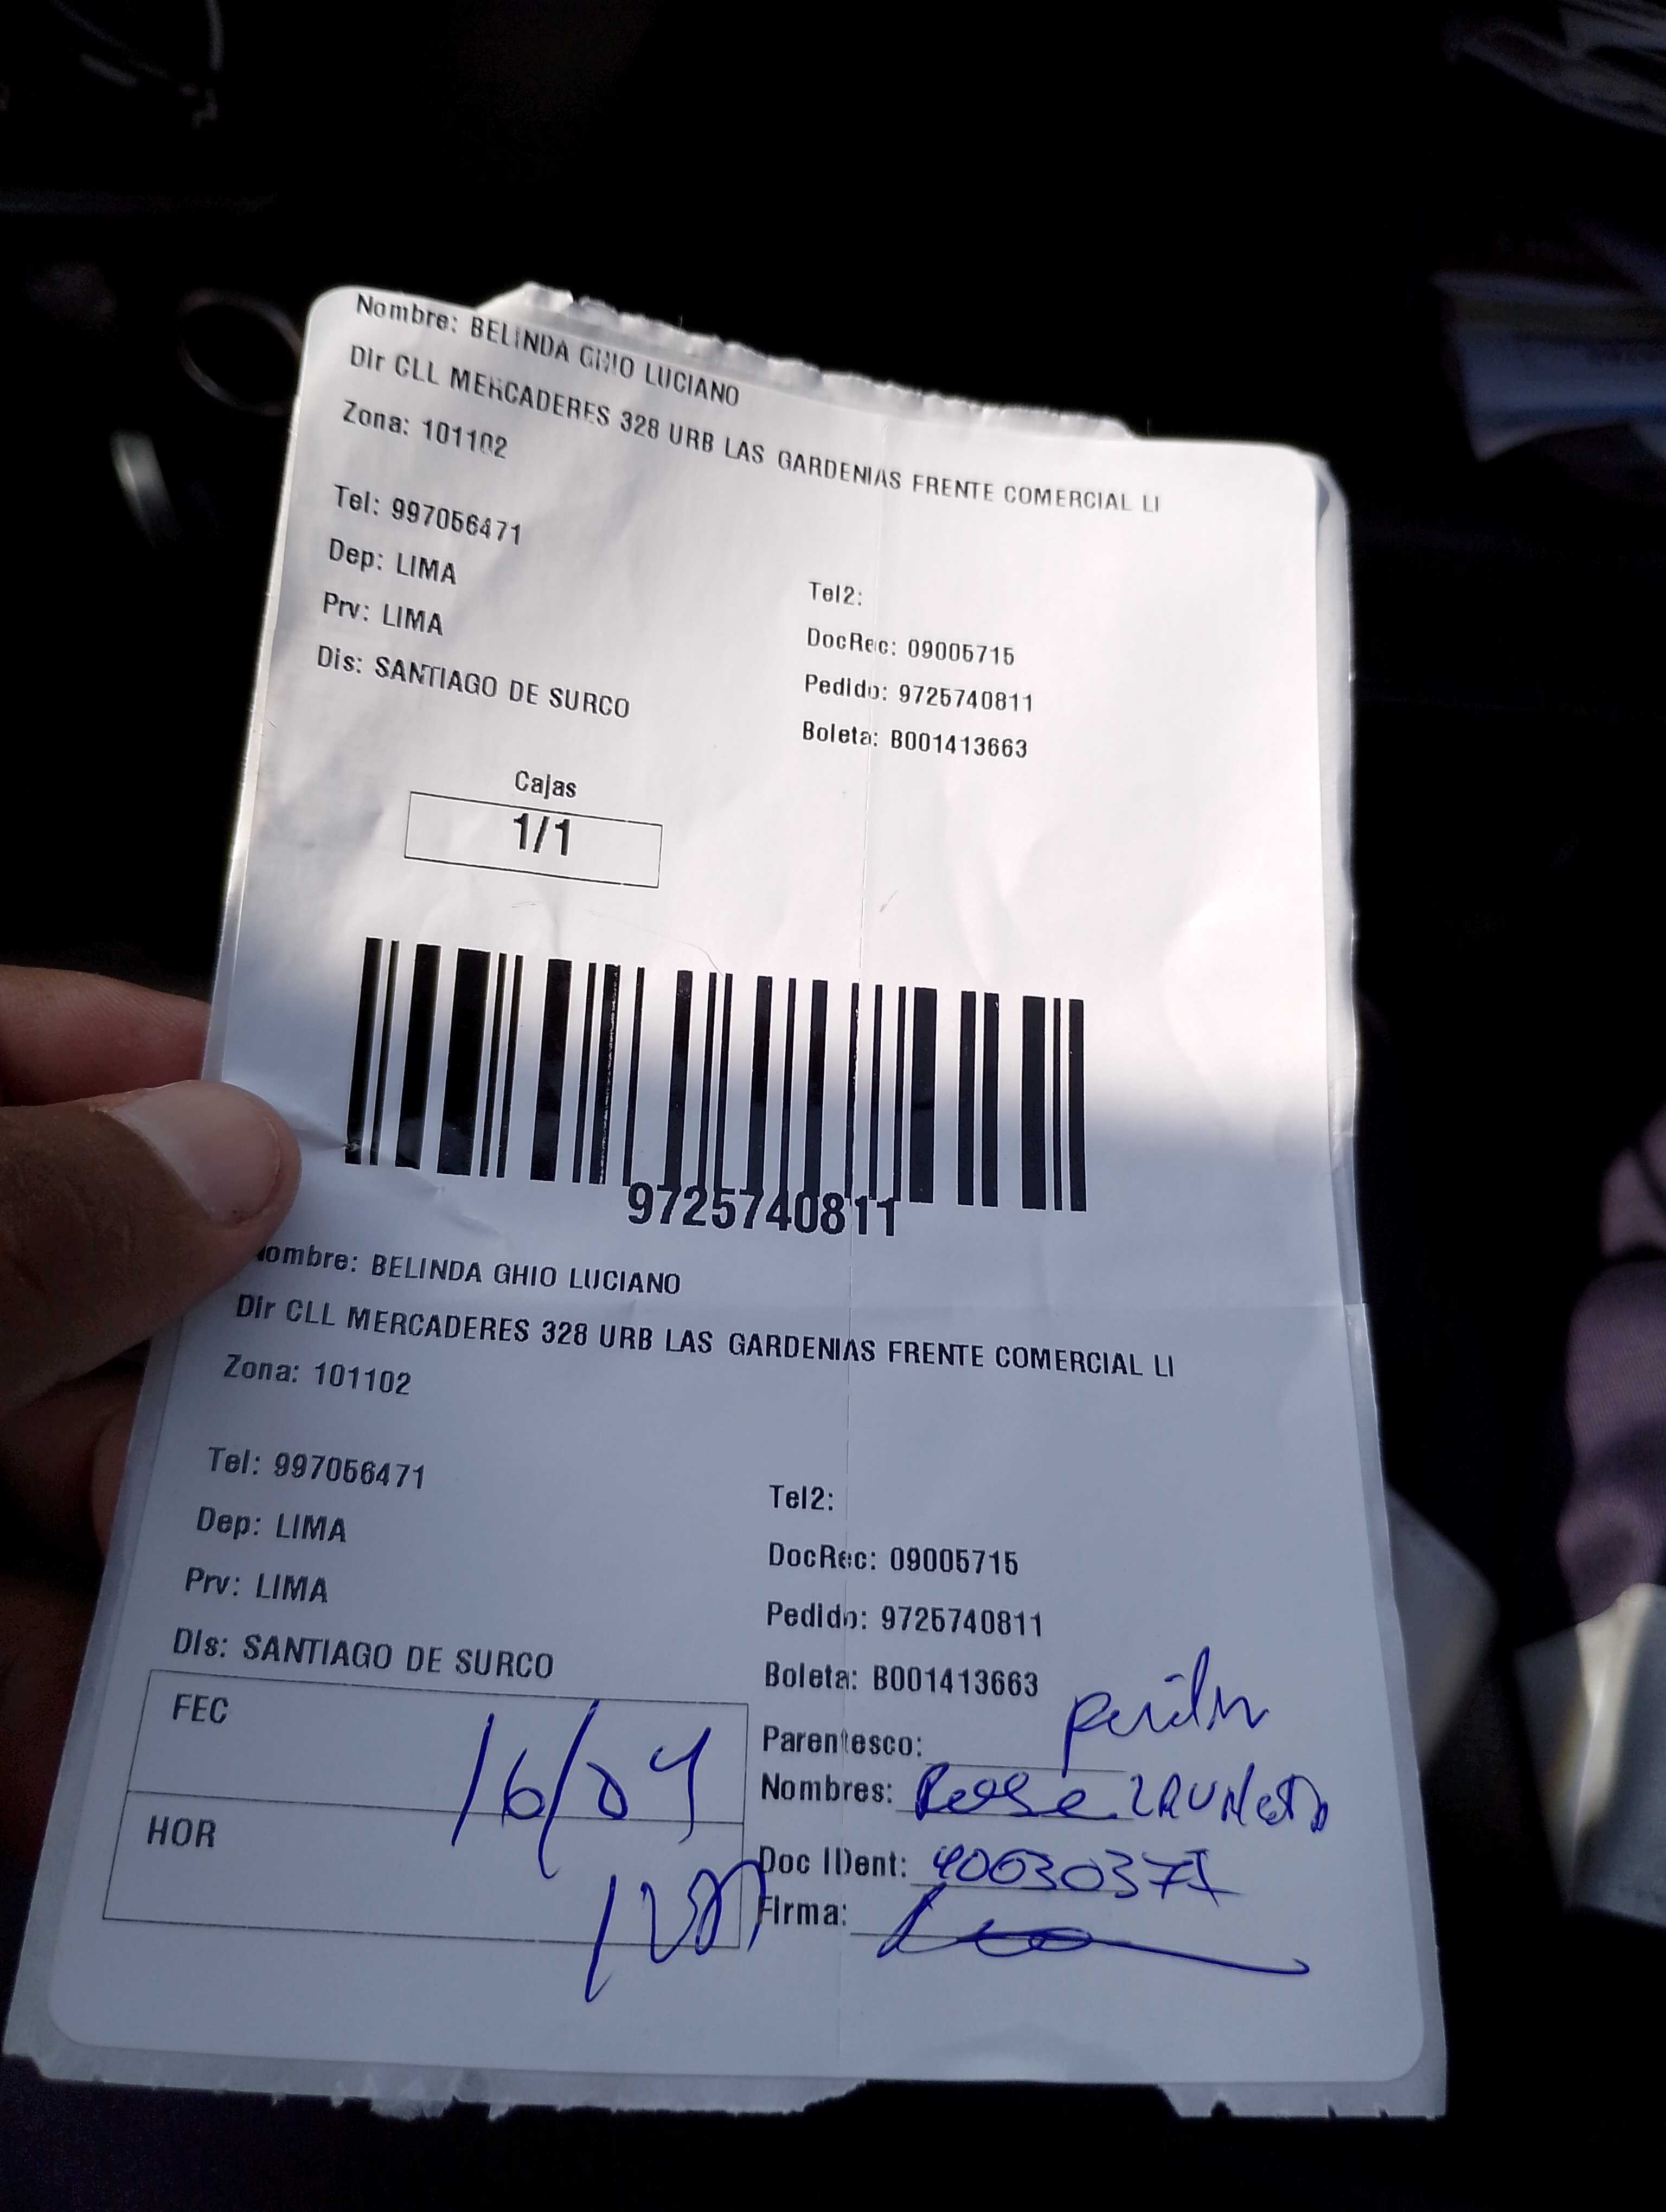 Nombre: BELINDA GHIO LUCIANO
Dir CLL MERCADERES 328 URB LAS GARDENIAS FRENTE COMERCIAL LI
Zona: 101102
Tel: 997056471
Dep: LIMA
Prv: LIMA
Dis: SANTIAGO DE SURCO
Tel2:
DocRec: 09005715
Pedido: 9725740811
Boleta: B001413663
Cajas
1/1
9725740811
ombre: BELINDA GHIO LUCIANO
Dir CLL MERCADERES 328 URB LAS GARDENIAS FRENTE COMERCIAL LI
Zona: 101102
Tel: 997056471
Dep: LIMA
Prv: LIMA
Dis: SANTIAGO DE SURCO
Tel2:
DocRec: 09005715
Pedido: 9725740811
Boleta: B001413663
FEC 16/04
HOR
Parentesco:
Nombres:
Doc IDent: 40630371
Firma: